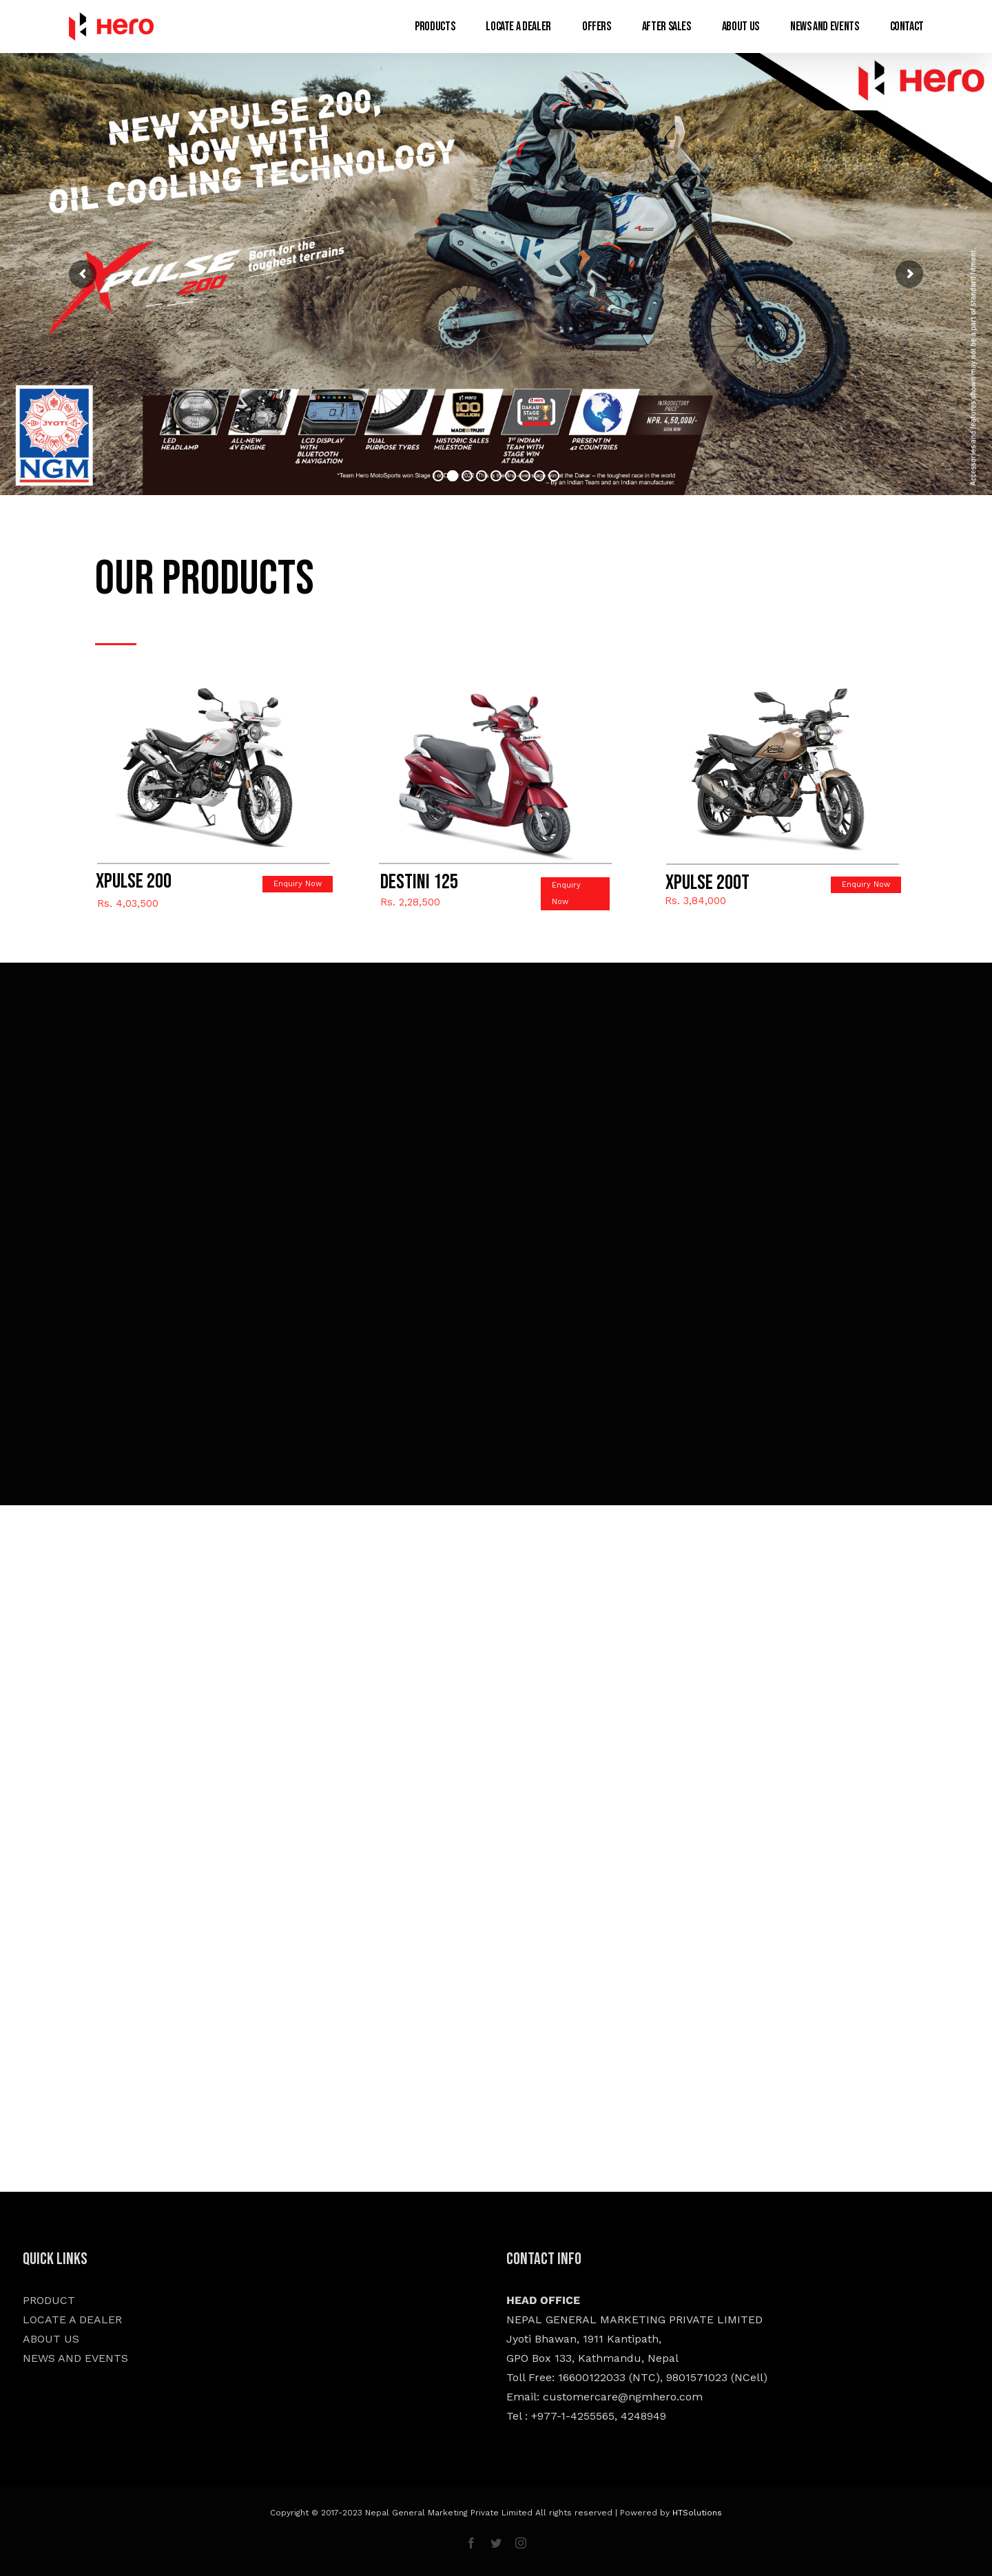 Hero
PRODUCTS LOCATE A DEALER OFFERS AFTER SALES ABOUT US NEWS AND EVENTS CONTACT
Hero
NEW XPULSE 200,
NOW WITH
OIL COOLING TECHNOLOGY
XPULSE
200
Born for the
toughest terrains
JYOTI
NGM
LED
HEADLAMP
ALL-NEW
4V ENGINE
LCD DISPLAY
WITH
BLUETOOTH
& NAVIGATION
DUAL
PURPOSE TYRES
Hero
100
MILLION
HISTORIC SALES
MILESTONE
Hero
DAKAR
STAGE
WIN
1ST INDIAN
TEAM WITH
STAGE WIN
AT DAKAR
PRESENT IN
42 COUNTRIES
INTRODUCTORY
PRICE*
NPR. 4,50,000/-
*Team Hero MotoSports won Stage at the Dakar – the toughest race in the world
– by an Indian Team and an Indian manufacturer.
Accessories and features shown may not be a part of standard fitment
OUR PRODUCTS
XPULSE 200
Enquiry Now
Rs. 4,03,500
DESTINI 125
Enquiry
Now
Rs. 2,28,500
XPULSE 200T
Enquiry Now
Rs. 3,84,000
QUICK LINKS
PRODUCT
LOCATE A DEALER
ABOUT US
NEWS AND EVENTS
CONTACT INFO
HEAD OFFICE
NEPAL GENERAL MARKETING PRIVATE LIMITED
Jyoti Bhawan, 1911 Kantipath,
GPO Box 133, Kathmandu, Nepal
Toll Free: 16600122033 (NTC), 9801571023 (NCell)
Email: customercare@ngmhero.com
Tel : +977-1-4255565, 4248949
Copyright © 2017-2023 Nepal General Marketing Private Limited All rights reserved | Powered by HTSolutions